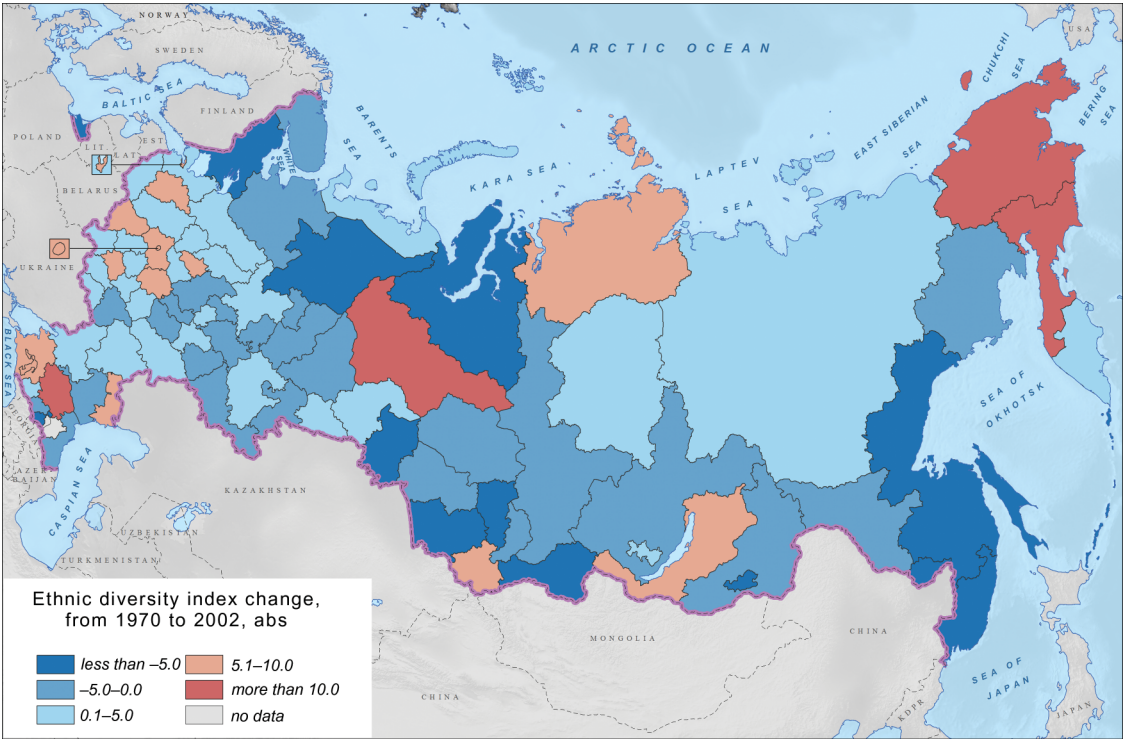 NORWAY
SWEDEN
FINLAND
BALTIC SEA
POLAND
LIT.
LAT.
EST.
BELARUS
UKRAINE
WHITE
SEA
BARENTS
SEA
ARCTIC OCEAN
KARA SEA
LAPTEV
SEA
EAST SIBERIAN
SEA
CHUKCHI
SEA
USA
BERING
SEA
BLACK SEA
GEORGIA
AZER-
BAIJAN
CASPIAN SEA
KAZAKHSTAN
UZBEKISTAN
TURKMENISTAN
MONGOLIA
CHINA
CHINA
SEA OF
OKHOTSK
SEA OF
JAPAN
KDPR
JAPAN
Ethnic diversity index change,
from 1970 to 2002, abs
less than –5.0
–5.0–0.0
0.1–5.0
5.1–10.0
more than 10.0
no data